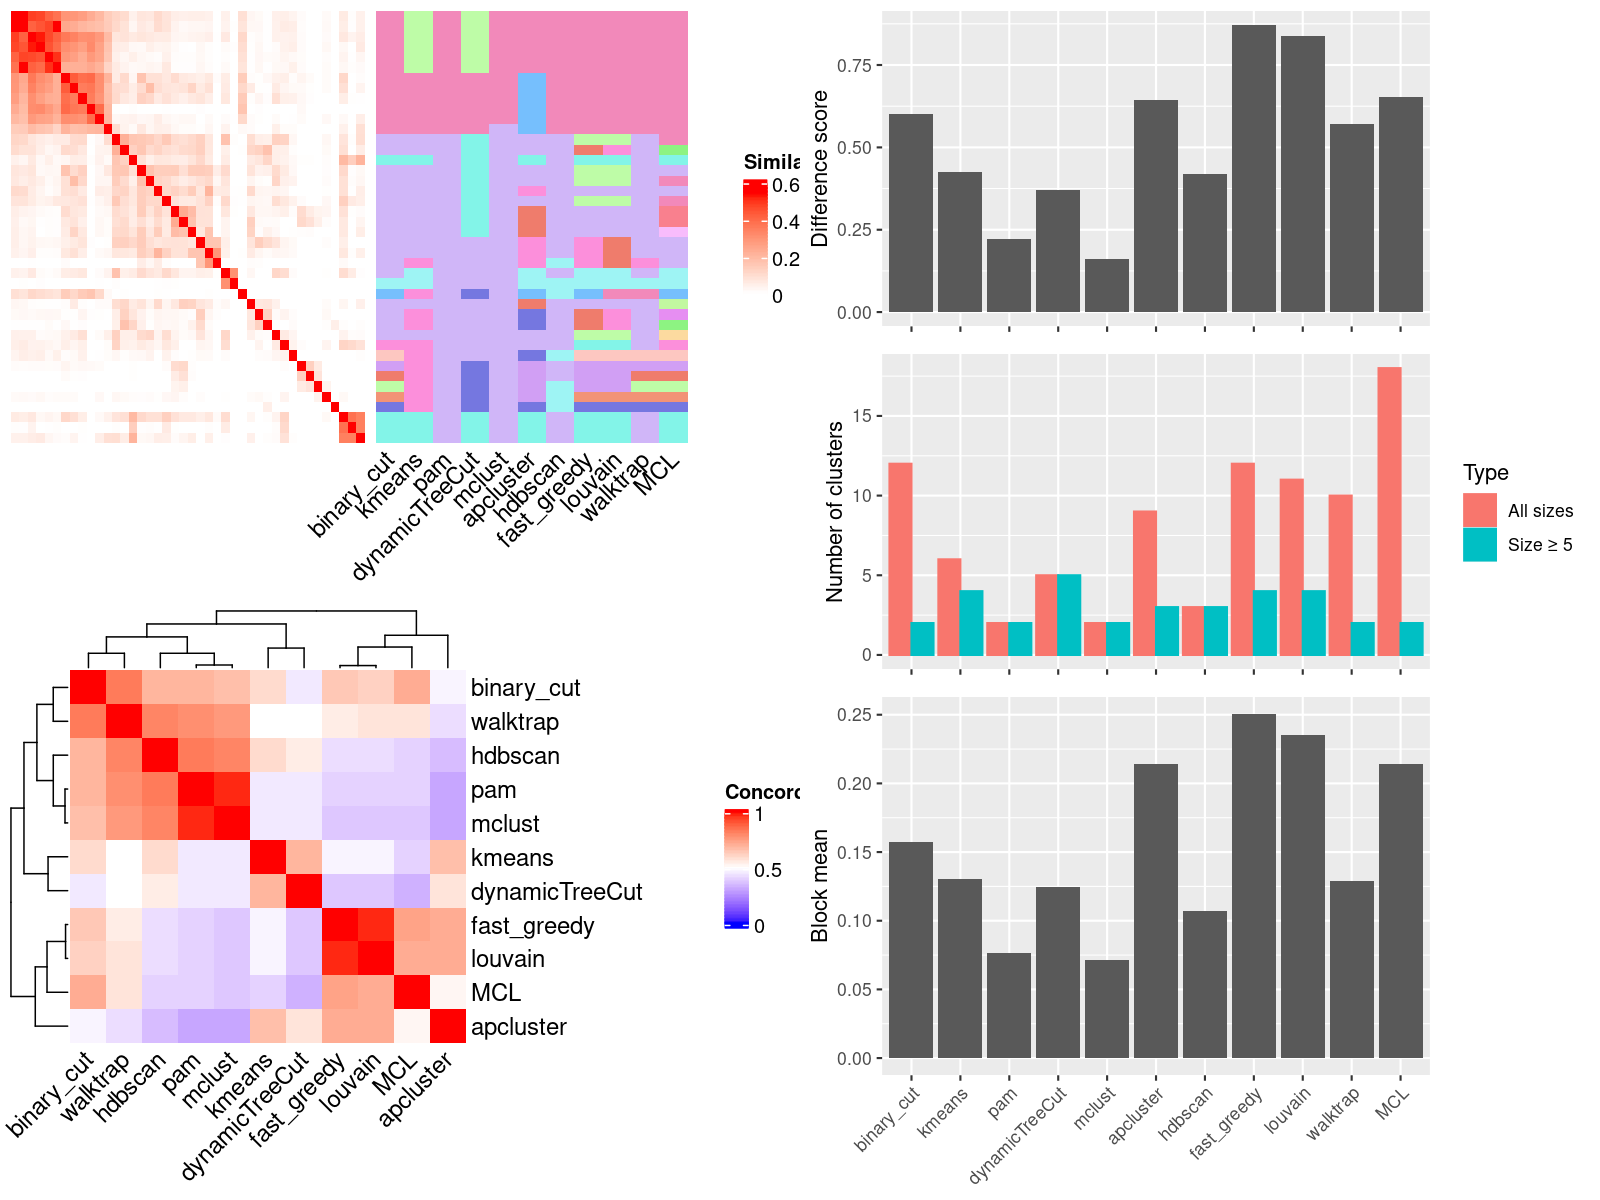 Simila
0.6
0.4
0.2
0
binary_cut
kmeans
pam
dynamicTreeCut
mclust
apcluster
hdbscan
fast_greedy
louvain
walktrap
MCL
binary_cut
walktrap
hdbscan
pam
mclust
kmeans
dynamicTreeCut
fast_greedy
louvain
MCL
apcluster
binary_cut
walktrap
hdbscan
pam
mclust
kmeans
dynamicTreeCut
fast_greedy
louvain
MCL
apcluster
Concord
1
0.5
0
Difference score
0.75
0.50
0.25
0.00
Number of clusters
15
10
5
0
Type
All sizes
Size ≥ 5
Block mean
0.25
0.20
0.15
0.10
0.05
0.00
binary_cut
kmeans
pam
dynamicTreeCut
mclust
apcluster
hdbscan
fast_greedy
louvain
walktrap
MCL